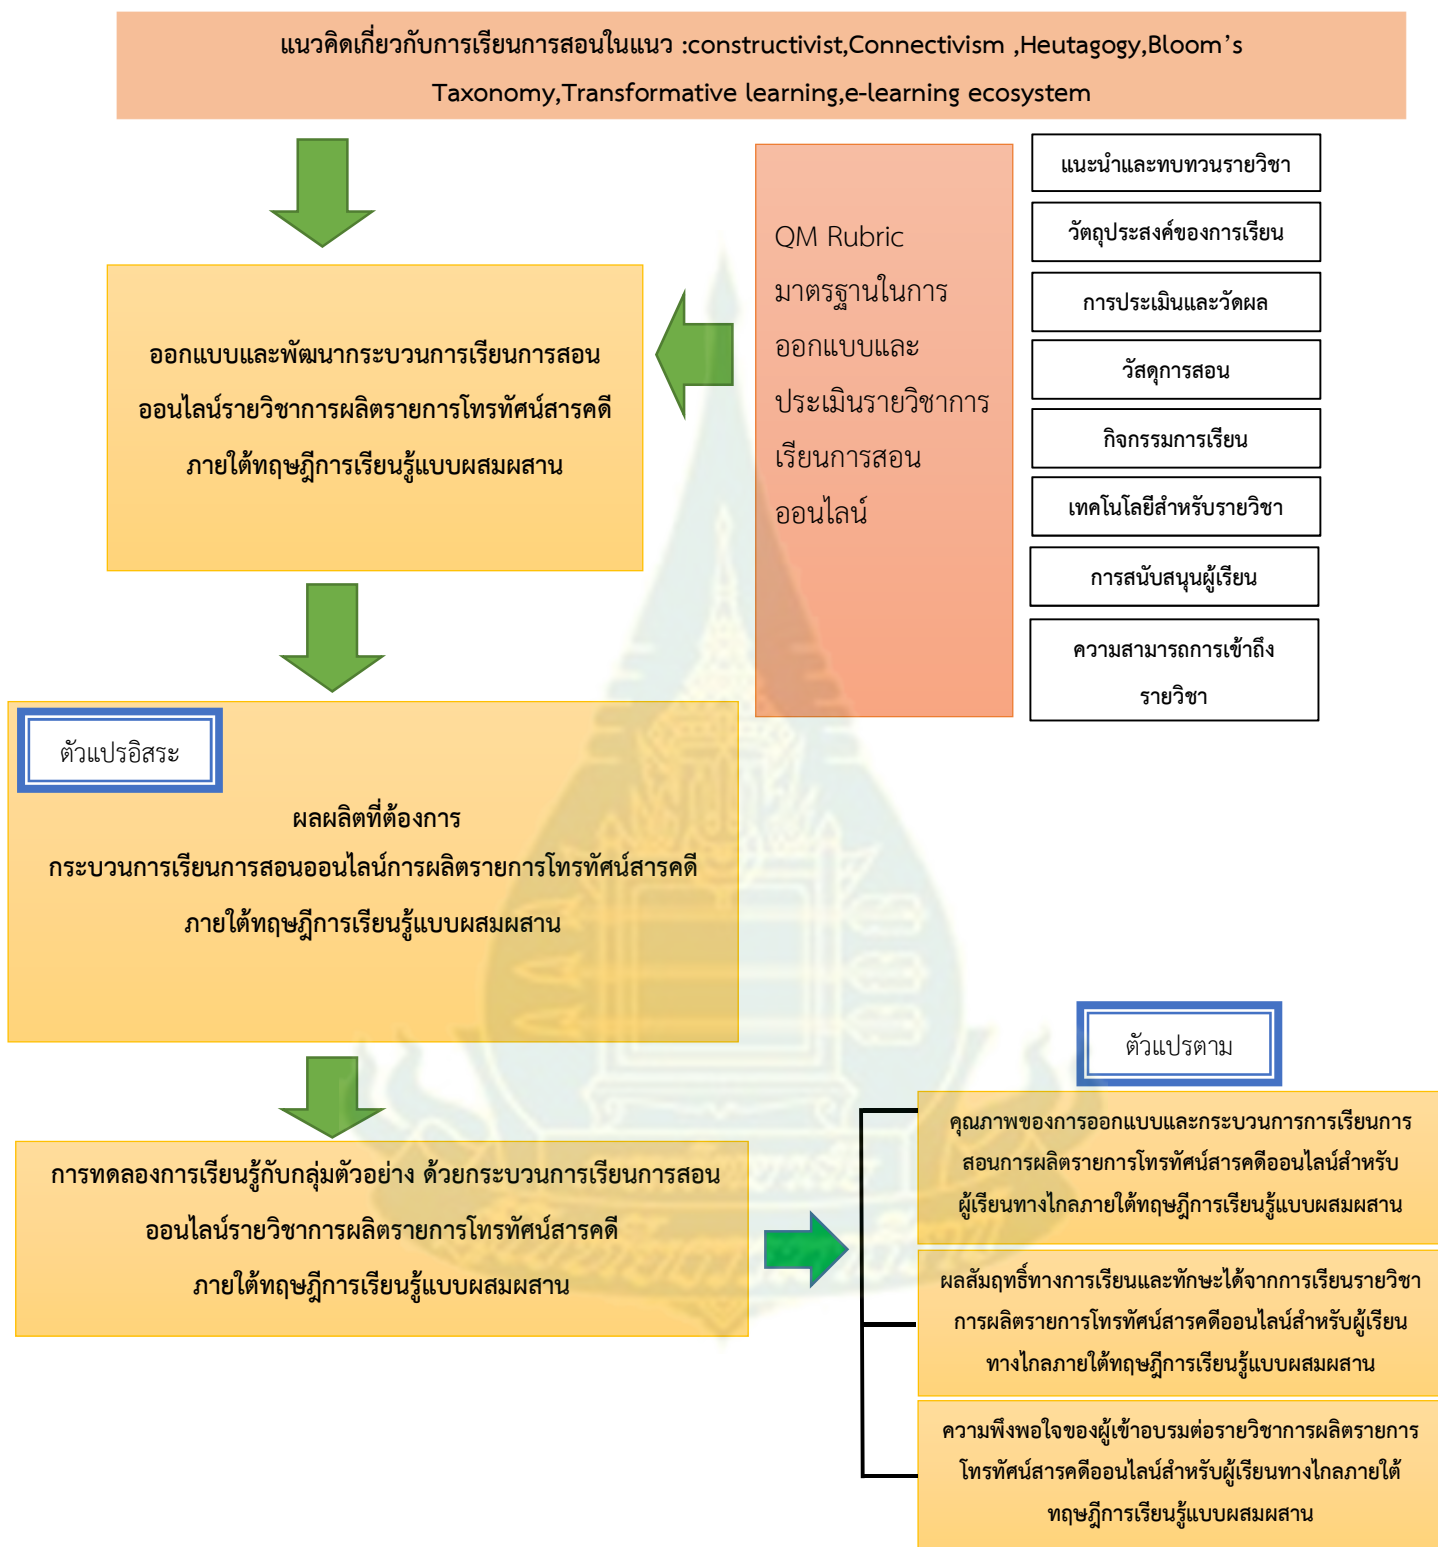 แนวคิดเกี่ยวกับการเรียนการสอนในแนว :constructivist,Connectivism ,Heutagogy,Bloom's
Taxonomy,Transformative learning,e-learning ecosystem
ออกแบบและพัฒนากระบวนการเรียนการสอน
ออนไลน์รายวิชาการผลิตรายการโทรทัศน์สารคดี
ภายใต้ทฤษฎีการเรียนรู้แบบผสมผสาน
QM Rubric
มาตรฐานในการ
ออกแบบและ
ประเมินรายวิชาการ
เรียนการสอน
ออนไลน์
แนะนำและทบทวนรายวิชา
วัตถุประสงค์ของการเรียน
การประเมินและวัดผล
วัสดุการสอน
กิจกรรมการเรียน
เทคโนโลยีสำหรับรายวิชา
การสนับสนุนผู้เรียน
ความสามารถการเข้าถึง
รายวิชา
ตัวแปรอิสระ
ผลผลิตที่ต้องการ
กระบวนการเรียนการสอนออนไลน์การผลิตรายการโทรทัศน์สารคดี
ภายใต้ทฤษฎีการเรียนรู้แบบผสมผสาน
การทดลองการเรียนรู้กับกลุ่มตัวอย่าง ด้วยกระบวนการเรียนการสอน
ออนไลน์รายวิชาการผลิตรายการโทรทัศน์สารคดี
ภายใต้ทฤษฎีการเรียนรู้แบบผสมผสาน
ตัวแปรตาม
คุณภาพของการออกแบบและกระบวนการการเรียนการ
สอนการผลิตรายการโทรทัศน์สารคดีออนไลน์สำหรับ
ผู้เรียนทางไกลภายใต้ทฤษฎีการเรียนรู้แบบผสมผสาน
ผลสัมฤทธิ์ทางการเรียนและทักษะได้จากการเรียนรายวิชา
การผลิตรายการโทรทัศน์สารคดีออนไลน์สำหรับผู้เรียน
ทางไกลภายใต้ทฤษฎีการเรียนรู้แบบผสมผสาน
ความพึงพอใจของผู้เข้าอบรมต่อรายวิชาการผลิตรายการ
โทรทัศน์สารคดีออนไลน์สำหรับผู้เรียนทางไกลภายใต้
ทฤษฎีการเรียนรู้แบบผสมผสาน